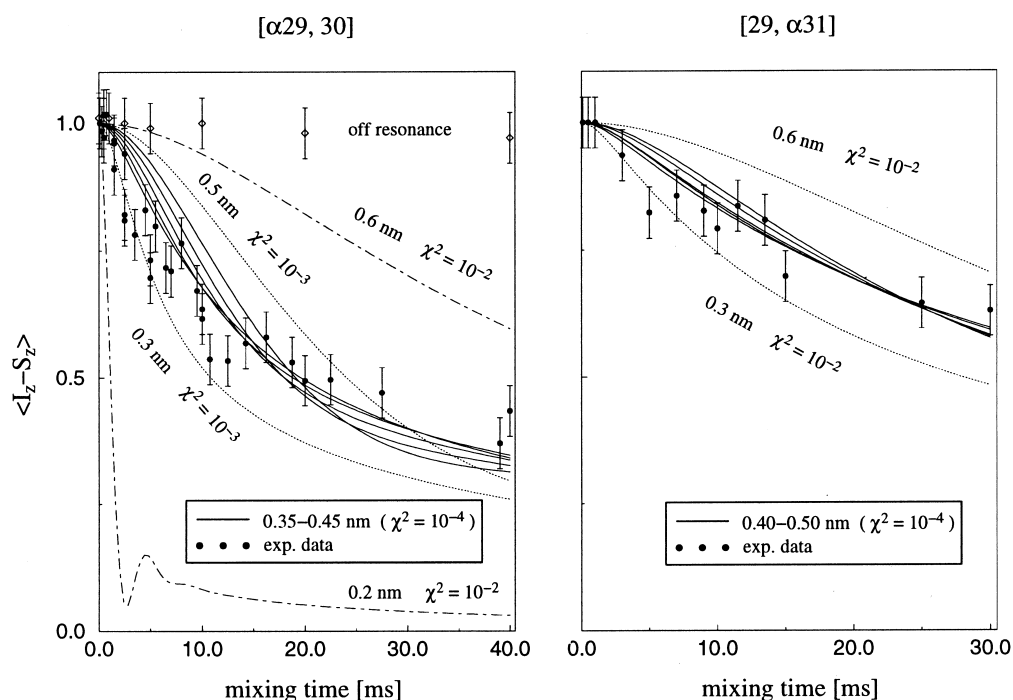 [α29, 30]
[29, α31]
<I_z–S_z>
1.0
0.5
0.0
off resonance
0.5 nm χ² = 10⁻³
0.6 nm χ² = 10⁻²
0.3 nm χ² = 10⁻³
0.35–0.45 nm ( χ² = 10⁻⁴ )
exp. data
0.2 nm χ² = 10⁻²
0.0 10.0 20.0 30.0 40.0
mixing time [ms]
0.6 nm χ² = 10⁻²
0.3 nm χ² = 10⁻²
0.40–0.50 nm ( χ² = 10⁻⁴ )
exp. data
0.0 10.0 20.0 30.0
mixing time [ms]